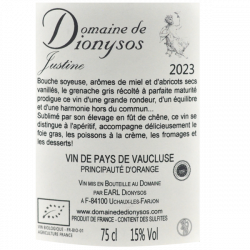 Domaine de
Dionysos
Justine
2023
Bouche soyeuse, arômes de miel et d'abricots secs
vanillés, le grenache gris récolté à parfaite maturité
prodigue ce vin d'une grande rondeur, d'un équilibre
et d'une harmonie hors du commun...
Sublimé par son élevage en fût de chêne, ce vin se
distingue à l'apéritif, accompagne délicieusement le
foie gras, les poissons à la crème, les fromages et
les desserts!
VIN DE PAYS DE VAUCLUSE
PRINCIPAUTÉ D'ORANGE
VIN MIS EN BOUTEILLE AU DOMAINE
PAR EARL DIONYSOS
À F-84100 UCHAUX-LES-FARJON
www.domainededionysos.com
PRODUCT OF FRANCE - CONTENT DES SULFITES
75 cl 15% Vol